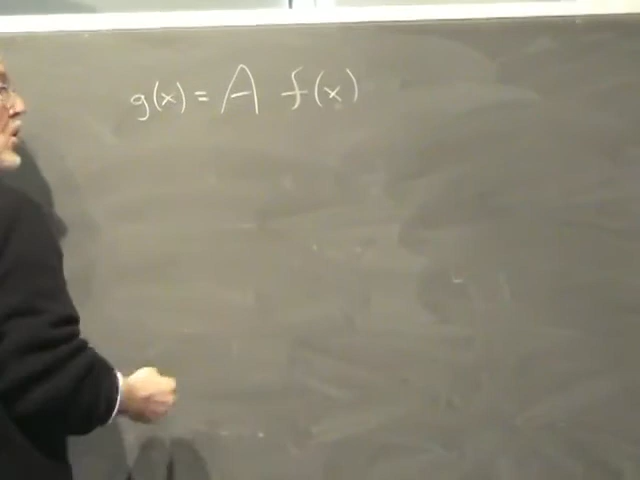 g(x) = A f(x)